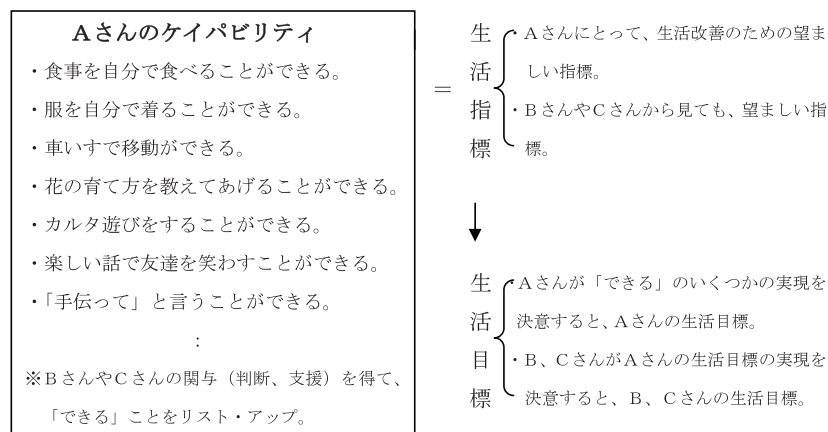 Ａさんのケイパビリティ
・食事を自分で食べることができる。
・服を自分で着ることができる。
・車いすで移動ができる。
・花の育て方を教えてあげることができる。
・カルタ遊びをすることができる。
・楽しい話で友達を笑わすことができる。
・「手伝って」と言うことができる。
：
※ＢさんやＣさんの関与（判断、支援）を得て、
「できる」ことをリスト・アップ。
＝
生活指標
・Ａさんにとって、生活改善のための望ま
しい指標。
・ＢさんやＣさんから見ても、望ましい指
標。
↓
生活目標
・Ａさんが「できる」のいくつかの実現を
決意すると、Ａさんの生活目標。
・Ｂ、ＣさんがＡさんの生活目標の実現を
決意すると、Ｂ、Ｃさんの生活目標。